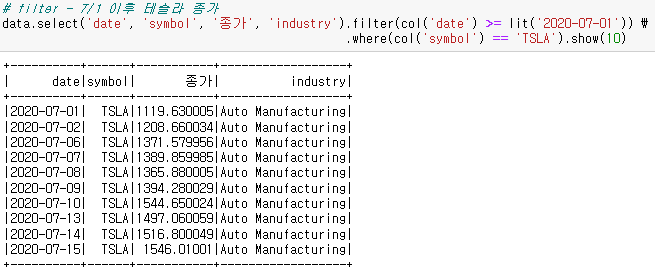 # filter - 7/1 이후 테슬라 종가
data.select('date', 'symbol', '종가', 'industry').filter(col('date') >= lit('2020-07-01')) #
.where(col('symbol') == 'TSLA').show(10)
+----------+------+-----------+------------------+
|      date|symbol|       종가|          industry|
+----------+------+-----------+------------------+
|2020-07-01|  TSLA|1119.630005|Auto Manufacturing|
|2020-07-02|  TSLA|1208.660034|Auto Manufacturing|
|2020-07-06|  TSLA|1371.579956|Auto Manufacturing|
|2020-07-07|  TSLA|1389.859985|Auto Manufacturing|
|2020-07-08|  TSLA|1365.880005|Auto Manufacturing|
|2020-07-09|  TSLA|1394.280029|Auto Manufacturing|
|2020-07-10|  TSLA|1544.650024|Auto Manufacturing|
|2020-07-13|  TSLA|1497.060059|Auto Manufacturing|
|2020-07-14|  TSLA|1516.800049|Auto Manufacturing|
|2020-07-15|  TSLA| 1546.01001|Auto Manufacturing|
+----------+------+-----------+------------------+